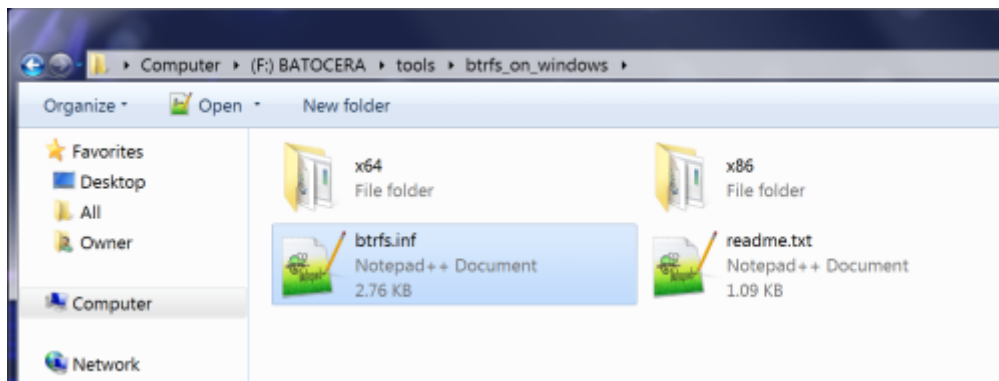 Computer ▸ (F:) BATOCERA ▸ tools ▸ btrfs_on_windows ▸
Organize Open New folder
Favorites
Desktop
All
Owner
Computer
Network
x64
File folder
x86
File folder
btrfs.inf
Notepad++ Document
2.76 KB
readme.txt
Notepad++ Document
1.09 KB